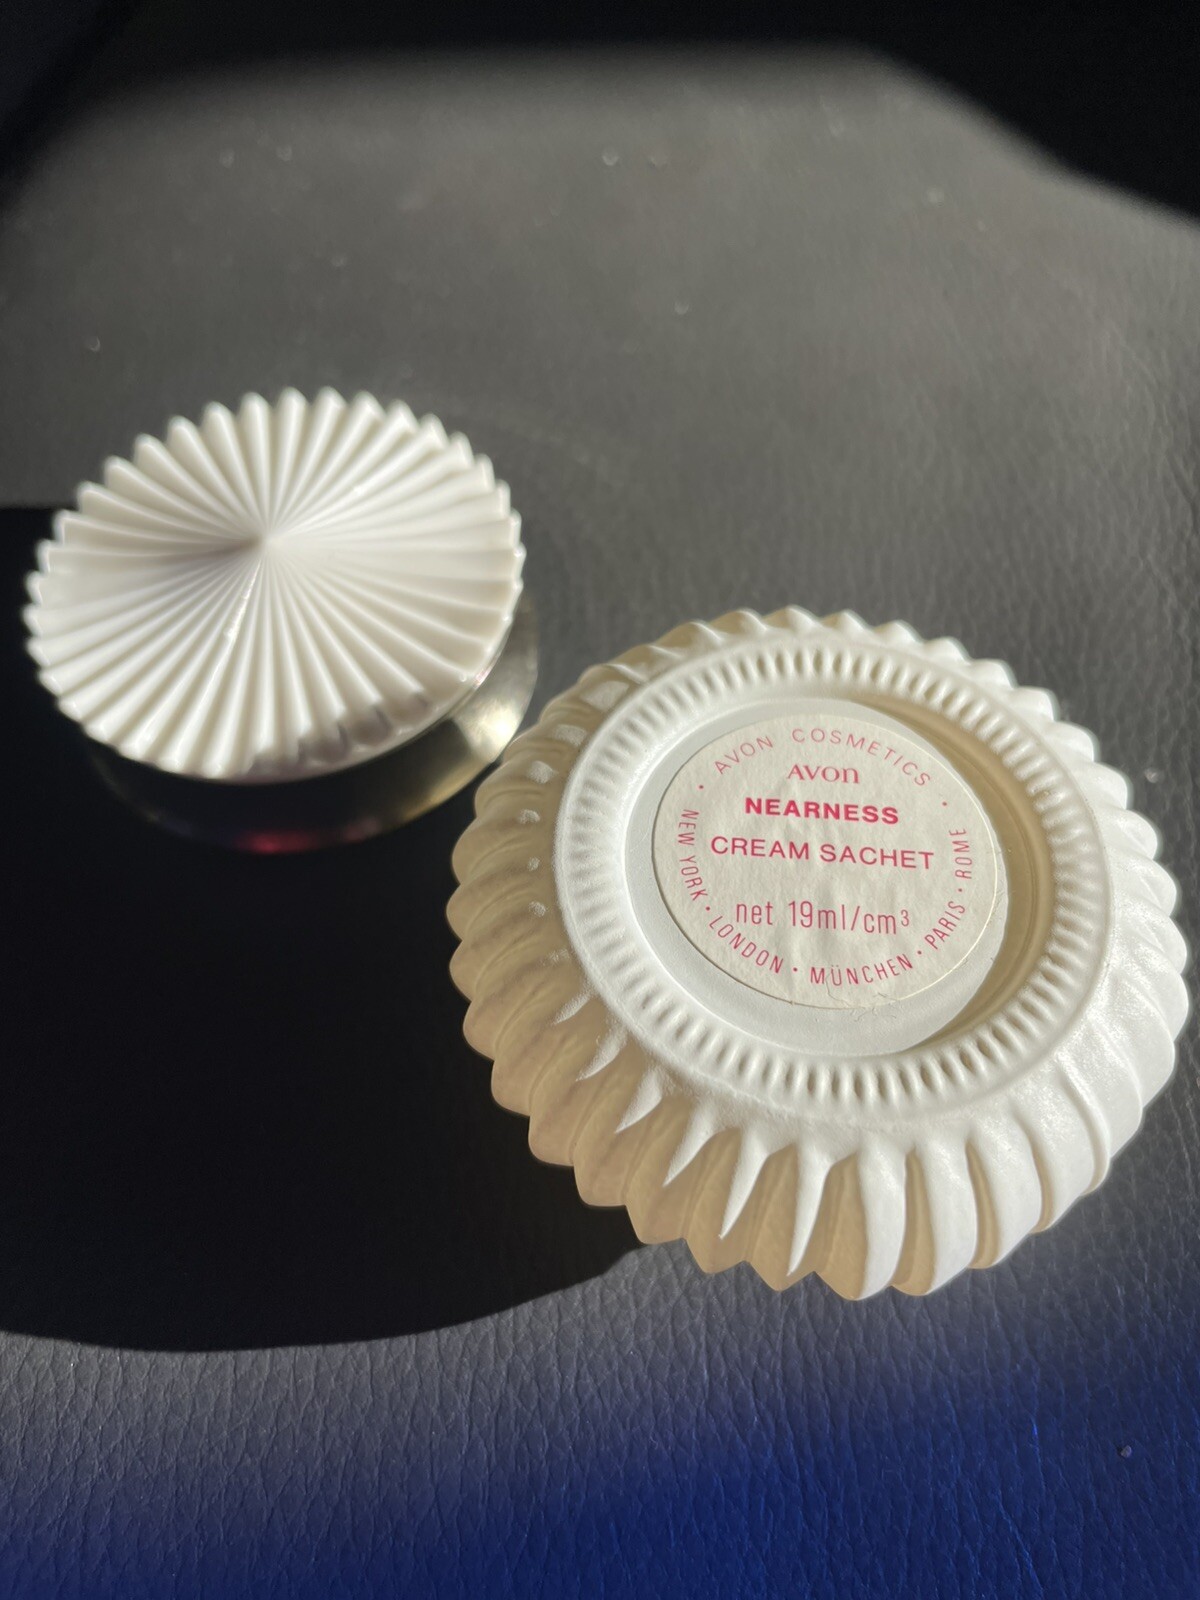 AVON COSMETICS
AVON
NEARNESS
CREAM SACHET
net 19ml/cm³
NEW YORK · LONDON · MÜNCHEN · PARIS · ROME